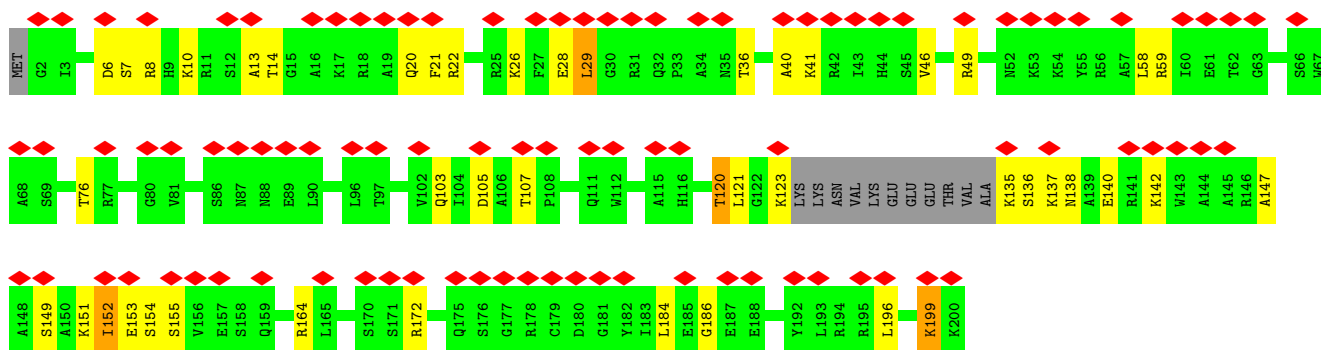 MET G2 I3 D6 S7 R8 H9 K10 R11 S12 A13 T14 G15 A16 K17 R18 A19 Q20 F21 R22 R25 K26 F27 E28 L29 G30 R31 Q32 P33 A34 N35 T36 A40 K41 R42 I43 H44 S45 V46 R49 N52 K53 K54 Y55 R56 A57 L58 R59 I60 E61 T62 G63 S66 W67
A68 S69 T76 R77 G80 V81 S86 N87 N88 E89 L90 L96 T97 V102 Q103 I104 D105 A106 T107 P108 Q111 W112 A115 H116 T120 L121 G122 K123 LYS LYS ASN VAL LYS GLU GLU GLU THR VAL ALA K135 S136 K137 N138 A139 E140 R141 K142 W143 A144 A145 R146 A147
A148 S149 A150 K151 I152 E153 S154 S155 V156 E157 S158 Q159 R164 L165 S170 S171 R172 Q175 S176 G177 R178 C179 D180 G181 Y182 I183 L184 E185 G186 E187 E188 Y192 L193 R194 R195 L196 K199 K200